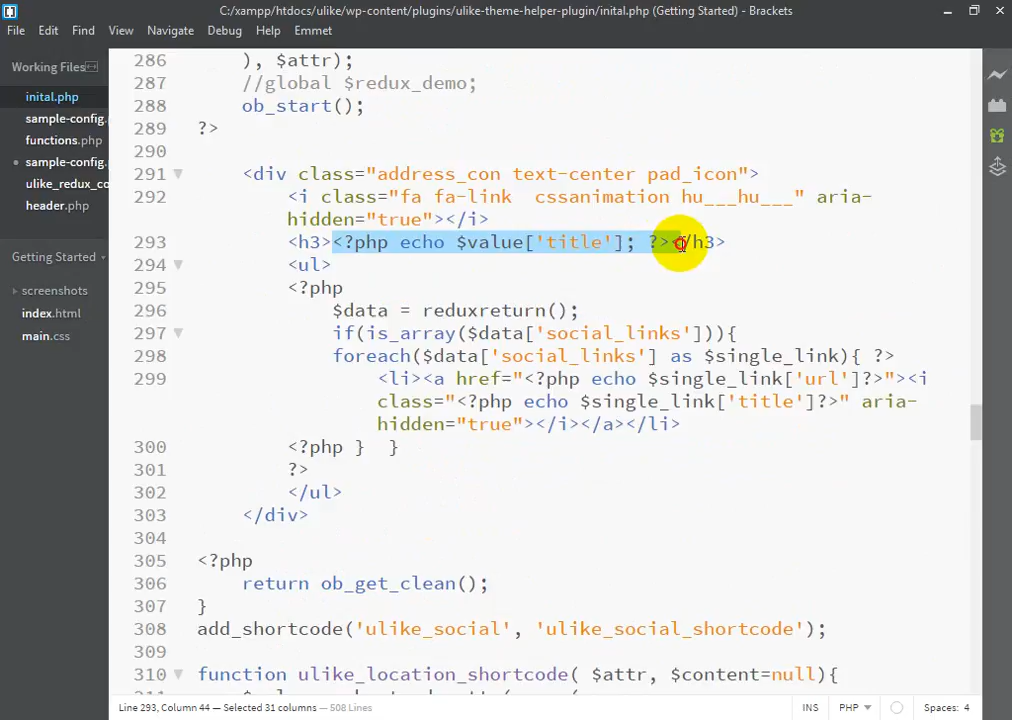 C:/xampp/htdocs/ulike/wp-content/plugins/ulike-theme-helper-plugin/inital.php (Getting Started) - Brackets
File Edit Find View Navigate Debug Help Emmet
Working Files
inital.php
sample-config.
functions.php
sample-config.
ulike_redux_co
header.php
Getting Started
screenshots
index.html
main.css
286 ), $attr);
287 //global $redux_demo;
288 ob_start();
289 ?>
290
291 <div class="address_con text-center pad_icon">
292 <i class="fa fa-link  cssanimation hu___hu___" aria-
hidden="true"></i>
293 <h3><?php echo $value['title']; ?></h3>
294 <ul>
295 <?php
296 $data = reduxreturn();
297 if(is_array($data['social_links'])){
298 foreach($data['social_links'] as $single_link){ ?>
299 <li><a href="<?php echo $single_link['url']?>"><i
class="<?php echo $single_link['title']?>" aria-
hidden="true"></i></a></li>
300 <?php }  }
301 ?>
302 </ul>
303 </div>
304
305 <?php
306 return ob_get_clean();
307 }
308 add_shortcode('ulike_social', 'ulike_social_shortcode');
309
310 function ulike_location_shortcode( $attr, $content=null){
Line 293, Column 44 — Selected 31 columns — 508 Lines
INS PHP Spaces: 4